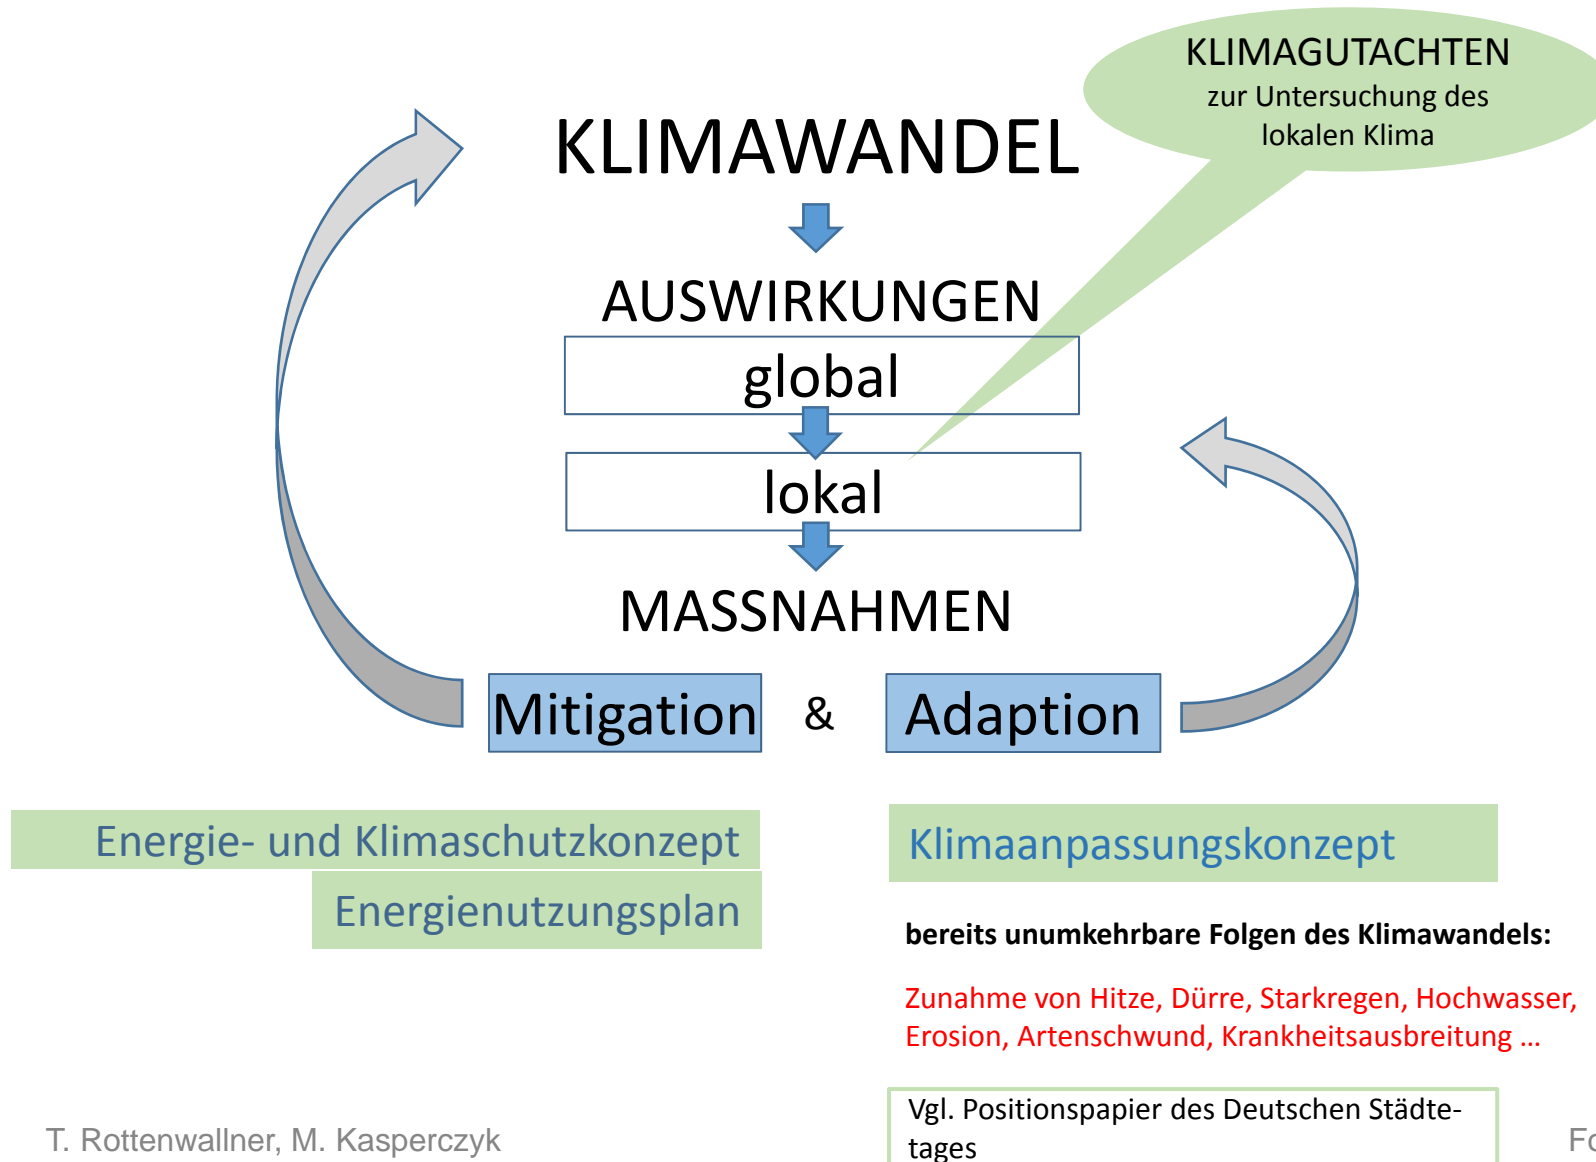 KLIMAGUTACHTEN
zur Untersuchung des
lokalen Klima
KLIMAWANDEL
AUSWIRKUNGEN
global
lokal
MASSNAHMEN
Mitigation & Adaption
Energie- und Klimaschutzkonzept
Energienutzungsplan
Klimaanpassungskonzept
bereits unumkehrbare Folgen des Klimawandels:
Zunahme von Hitze, Dürre, Starkregen, Hochwasser,
Erosion, Artenschwund, Krankheitsausbreitung ...
Vgl. Positionspapier des Deutschen Städte-
tages
T. Rottenwallner, M. Kasperczyk